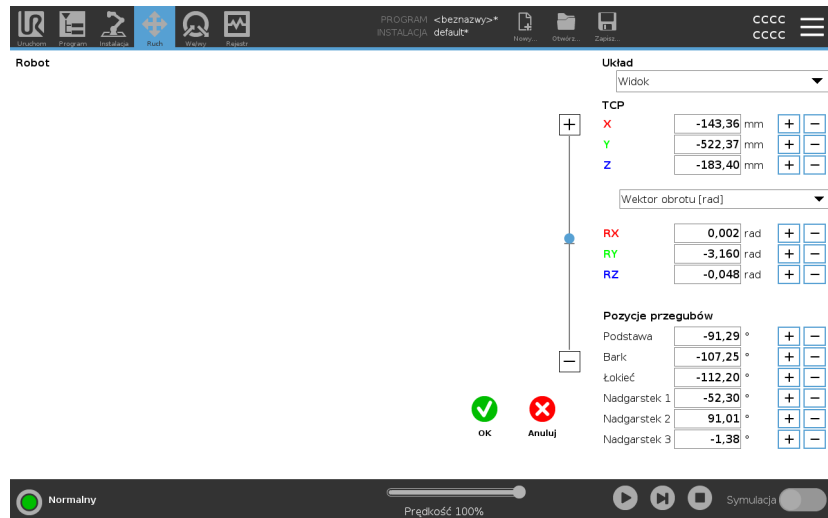 PROGRAM <beznazwy>*
INSTALACJA default*
Uruchom Program Instalacja Ruch We/wy Rejestr
Nowy... Otwórz... Zapisz...
CCCC
CCCC
Robot
Układ
Widok
TCP
X -143,36 mm + −
Y -522,37 mm + −
Z -183,40 mm + −
Wektor obrotu [rad]
RX 0,002 rad + −
RY -3,160 rad + −
RZ -0,048 rad + −
Pozycje przegubów
Podstawa -91,29 ° + −
Bark -107,25 ° + −
Łokieć -112,20 ° + −
Nadgarstek 1 -52,30 ° + −
Nadgarstek 2 91,01 ° + −
Nadgarstek 3 -1,38 ° + −
OK Anuluj
Normalny
Prędkość 100%
Symulacja